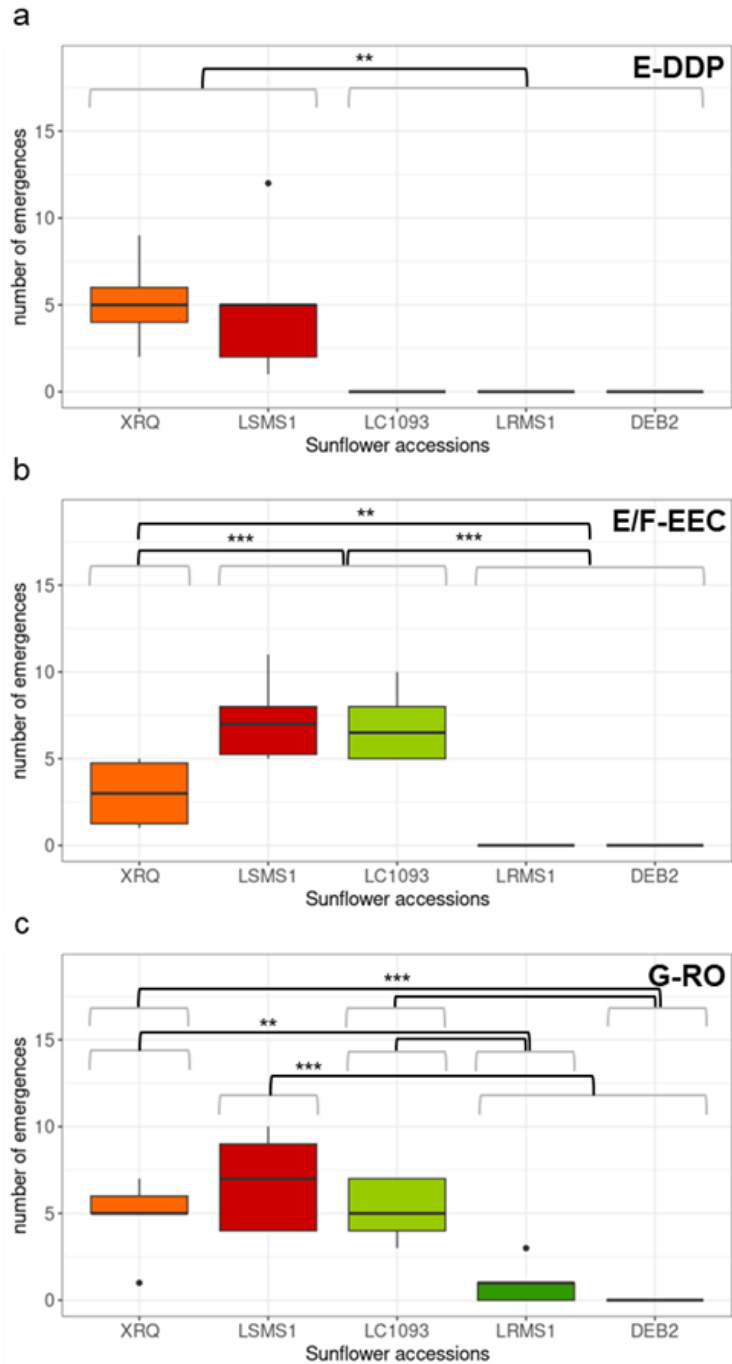 a
**
E-DDP
number of emergences
15
10
5
0
XRQ LSMS1 LC1093 LRMS1 DEB2
Sunflower accessions
b
E/F-EEC
**
*** ***
number of emergences
15
10
5
0
XRQ LSMS1 LC1093 LRMS1 DEB2
Sunflower accessions
c
G-RO
***
**
***
number of emergences
15
10
5
0
XRQ LSMS1 LC1093 LRMS1 DEB2
Sunflower accessions